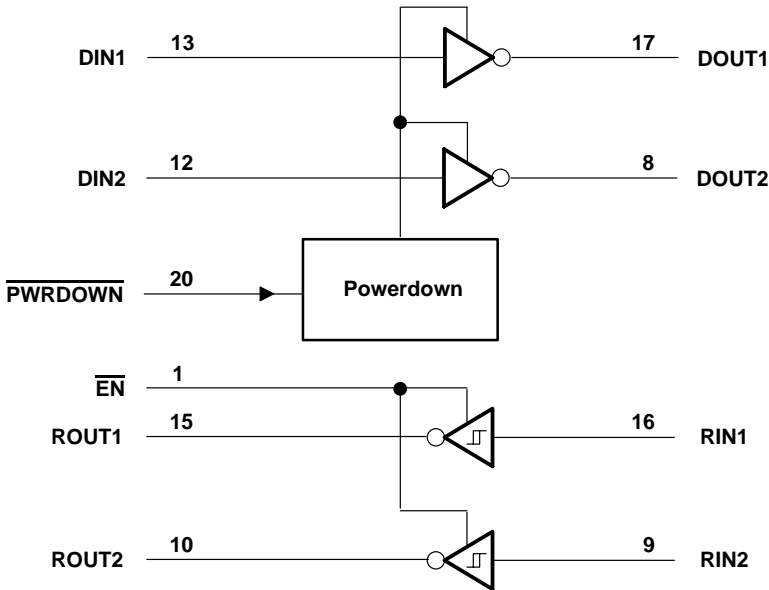 DIN1 13 17 DOUT1
DIN2 12 8 DOUT2
PWRDOWN 20 Powerdown
EN 1
ROUT1 15 16 RIN1
ROUT2 10 9 RIN2